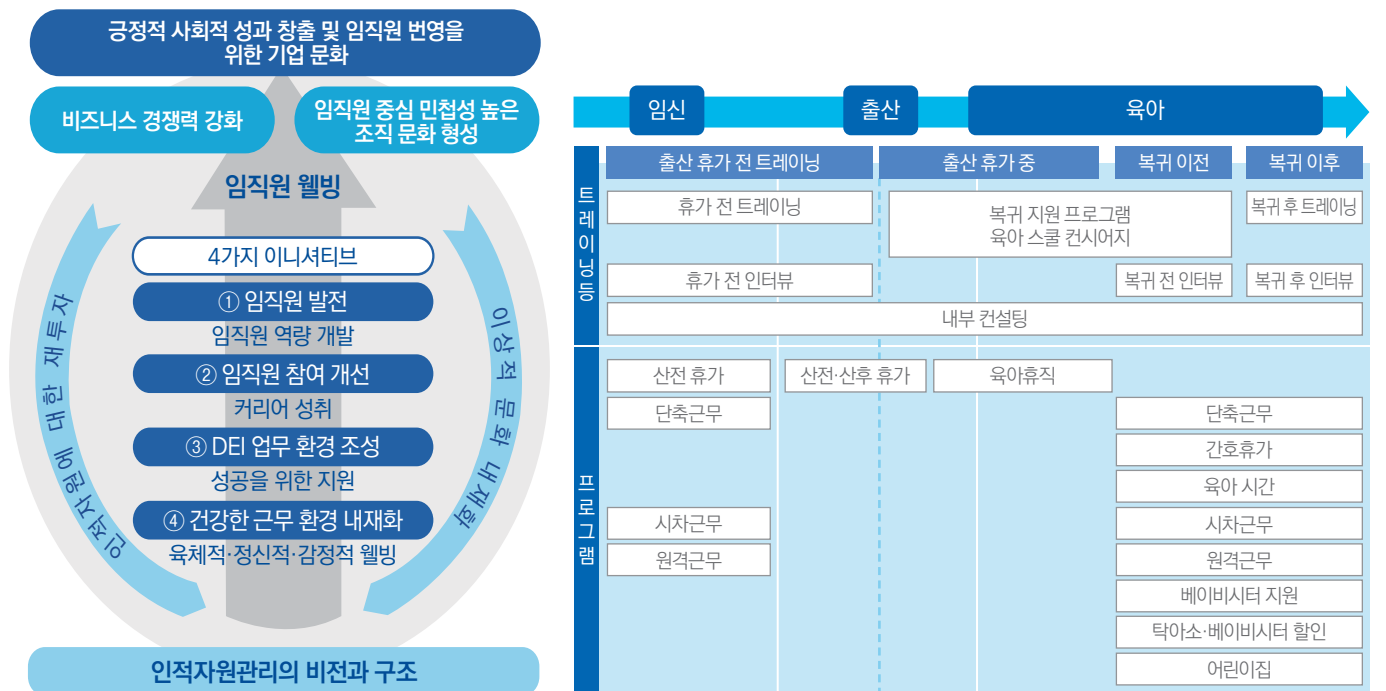 긍정적 사회적 성과 창출 및 임직원 번영을
위한 기업 문화
비즈니스 경쟁력 강화
임직원 중심 민첩성 높은
조직 문화 형성
임직원 웰빙
4가지 이니셔티브
① 임직원 발전
임직원 역량 개발
② 임직원 참여 개선
커리어 성취
③ DEI 업무 환경 조성
성공을 위한 지원
④ 건강한 근무 환경 내재화
육체적·정신적·감정적 웰빙
인적자원에 대한 재투자
이상적 문화 내재화
인적자원관리의 비전과 구조
임신
출산
육아
출산 휴가 전 트레이닝
출산 휴가 중
복귀 이전
복귀 이후
트레이닝 등
휴가 전 트레이닝
복귀 지원 프로그램
육아 스쿨 컨시어지
복귀 후 트레이닝
휴가 전 인터뷰
복귀 전 인터뷰
복귀 후 인터뷰
내부 컨설팅
프로그램
산전 휴가
산전·산후 휴가
육아휴직
단축근무
단축근무
간호휴가
육아 시간
시차근무
시차근무
원격근무
원격근무
베이비시터 지원
탁아소·베이비시터 할인
어린이집